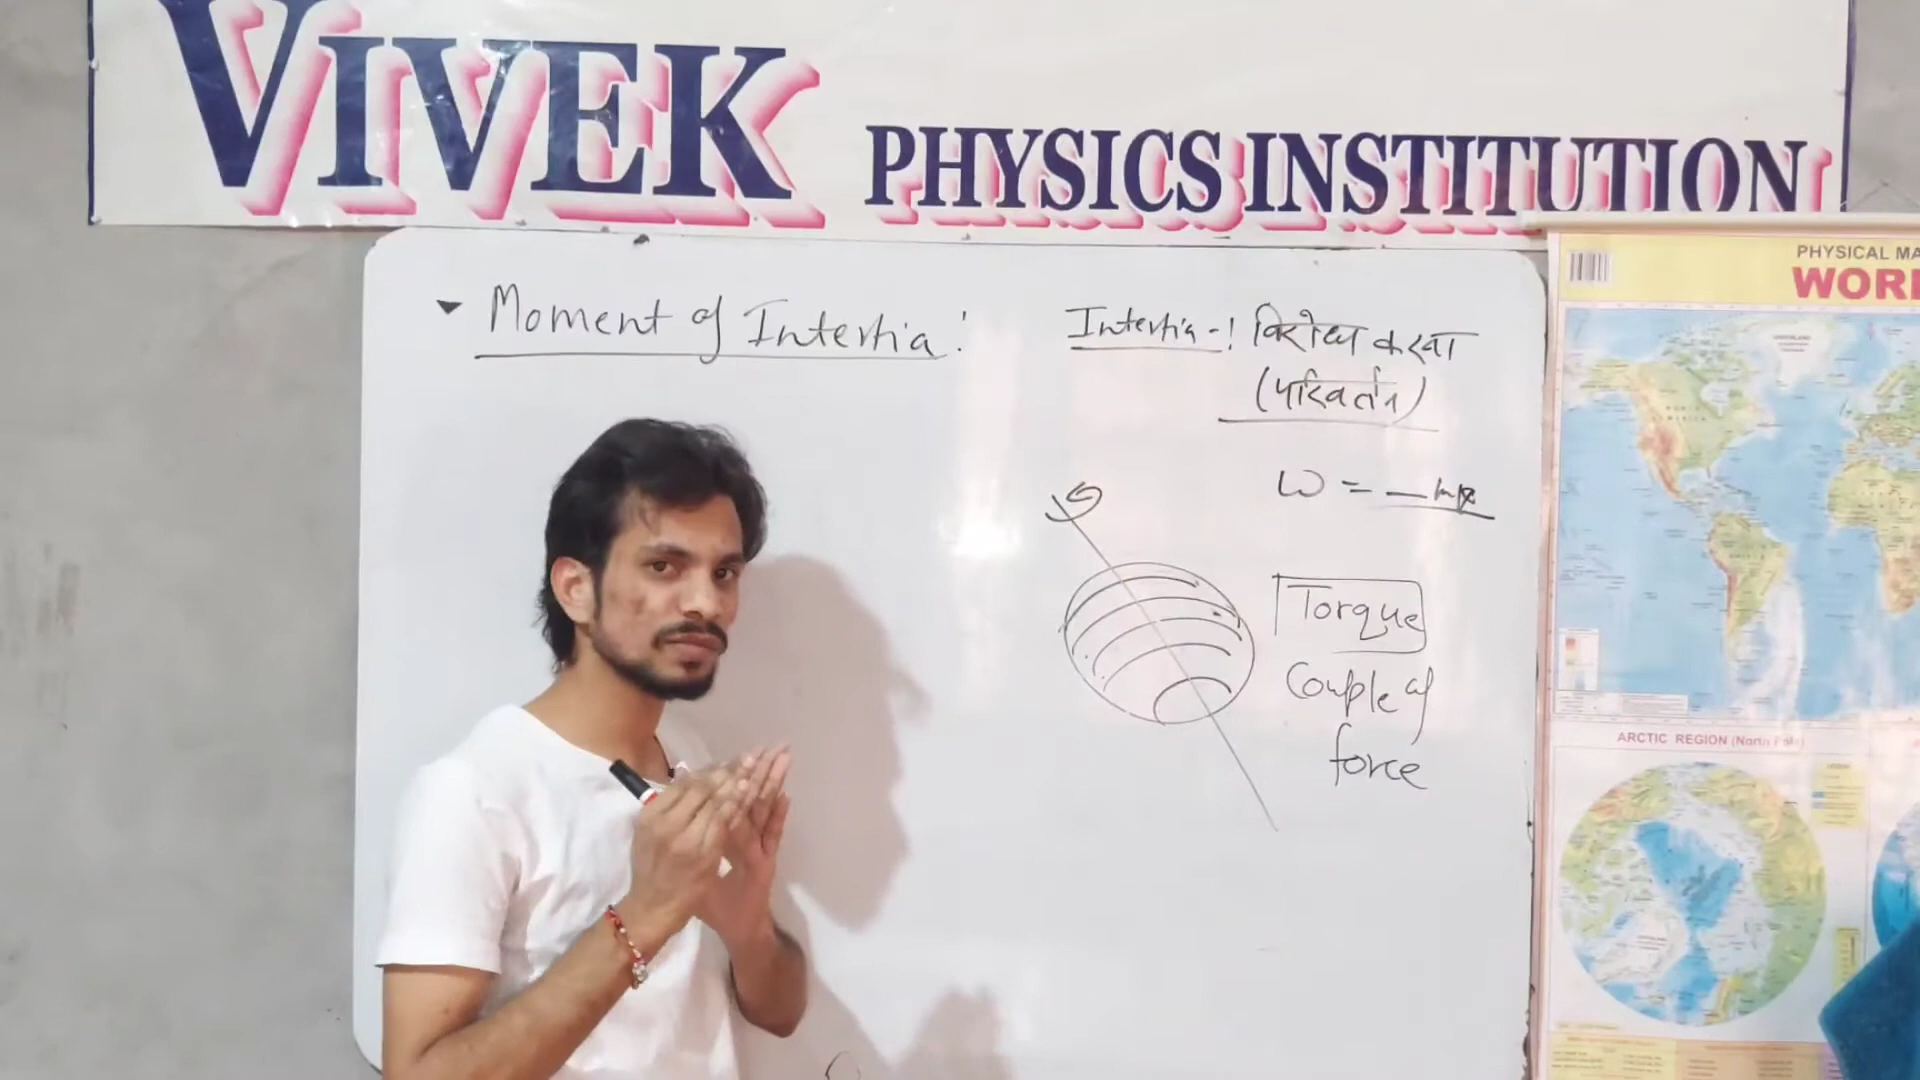 VIVEK PHYSICS INSTITUTION
Moment of Intertia :
Intertia -! विरोध करना
(परिवर्तन)
ω =
Torque
Couple of
force
PHYSICAL MA
WOR
ARCTIC REGION (North Pole)